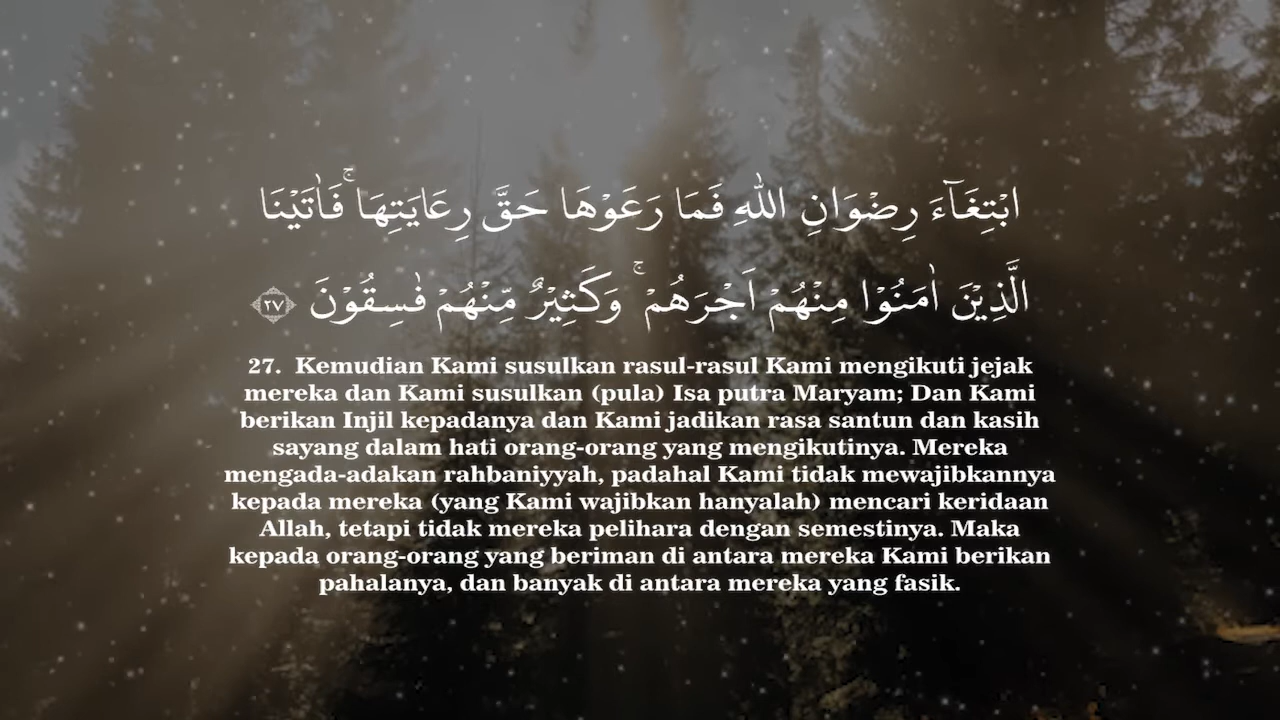 ابْتِغَاۤءَ رِضْوَانِ اللّٰهِ فَمَا رَعَوْهَا حَقَّ رِعَايَتِهَا ۚ فَاٰتَيْنَا
الَّذِيْنَ اٰمَنُوْا مِنْهُمْ اَجْرَهُمْ ۚ وَكَثِيْرٌ مِّنْهُمْ فٰسِقُوْنَ ٢٧
27. Kemudian Kami susulkan rasul-rasul Kami mengikuti jejak
mereka dan Kami susulkan (pula) Isa putra Maryam; Dan Kami
berikan Injil kepadanya dan Kami jadikan rasa santun dan kasih
sayang dalam hati orang-orang yang mengikutinya. Mereka
mengada-adakan rahbaniyyah, padahal Kami tidak mewajibkannya
kepada mereka (yang Kami wajibkan hanyalah) mencari keridaan
Allah, tetapi tidak mereka pelihara dengan semestinya. Maka
kepada orang-orang yang beriman di antara mereka Kami berikan
pahalanya, dan banyak di antara mereka yang fasik.